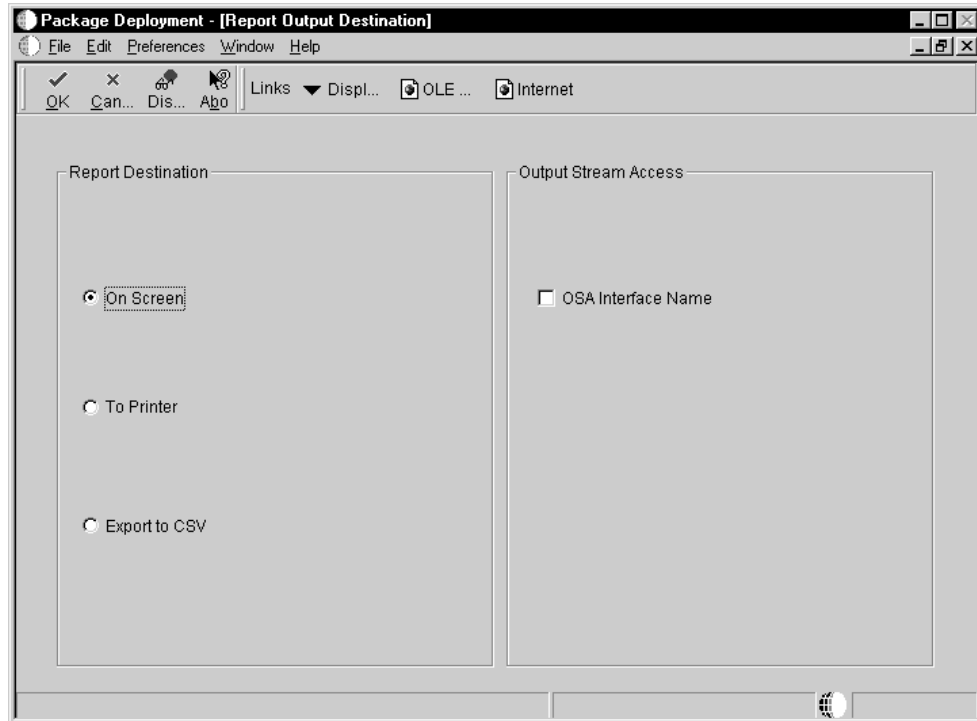 Package Deployment - [Report Output Destination]
File Edit Preferences Window Help
OK Can... Dis... Abo Links Displ... OLE ... Internet
Report Destination
Output Stream Access
On Screen
OSA Interface Name
To Printer
Export to CSV